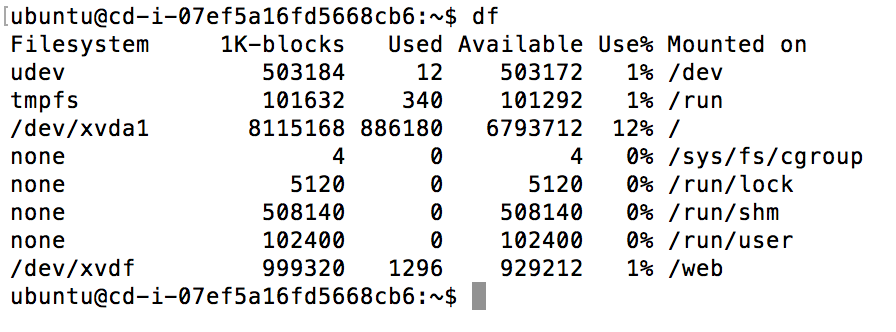 ubuntu@cd-i-07ef5a16fd5668cb6:~$ df
Filesystem     1K-blocks   Used Available Use% Mounted on
udev              503184     12    503172   1% /dev
tmpfs             101632    340    101292   1% /run
/dev/xvda1       8115168 886180   6793712  12% /
none                   4      0         4   0% /sys/fs/cgroup
none                5120      0      5120   0% /run/lock
none              508140      0    508140   0% /run/shm
none              102400      0    102400   0% /run/user
/dev/xvdf         999320   1296    929212   1% /web
ubuntu@cd-i-07ef5a16fd5668cb6:~$